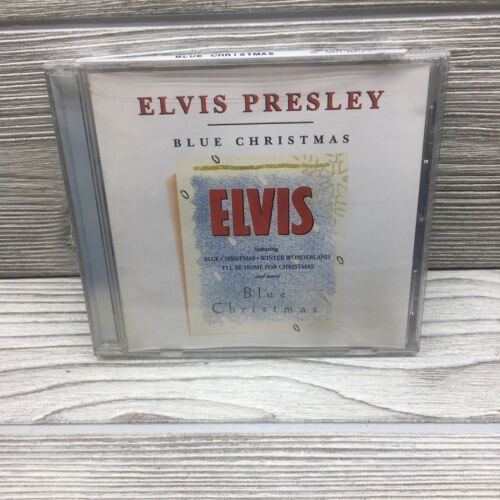 BLUE CHRISTMAS
ELVIS PRESLEY
BLUE CHRISTMAS
ELVIS
featuring
BLUE CHRISTMAS • WINTER WONDERLAND
I'LL BE HOME FOR CHRISTMAS
and more!
Blue
Christmas